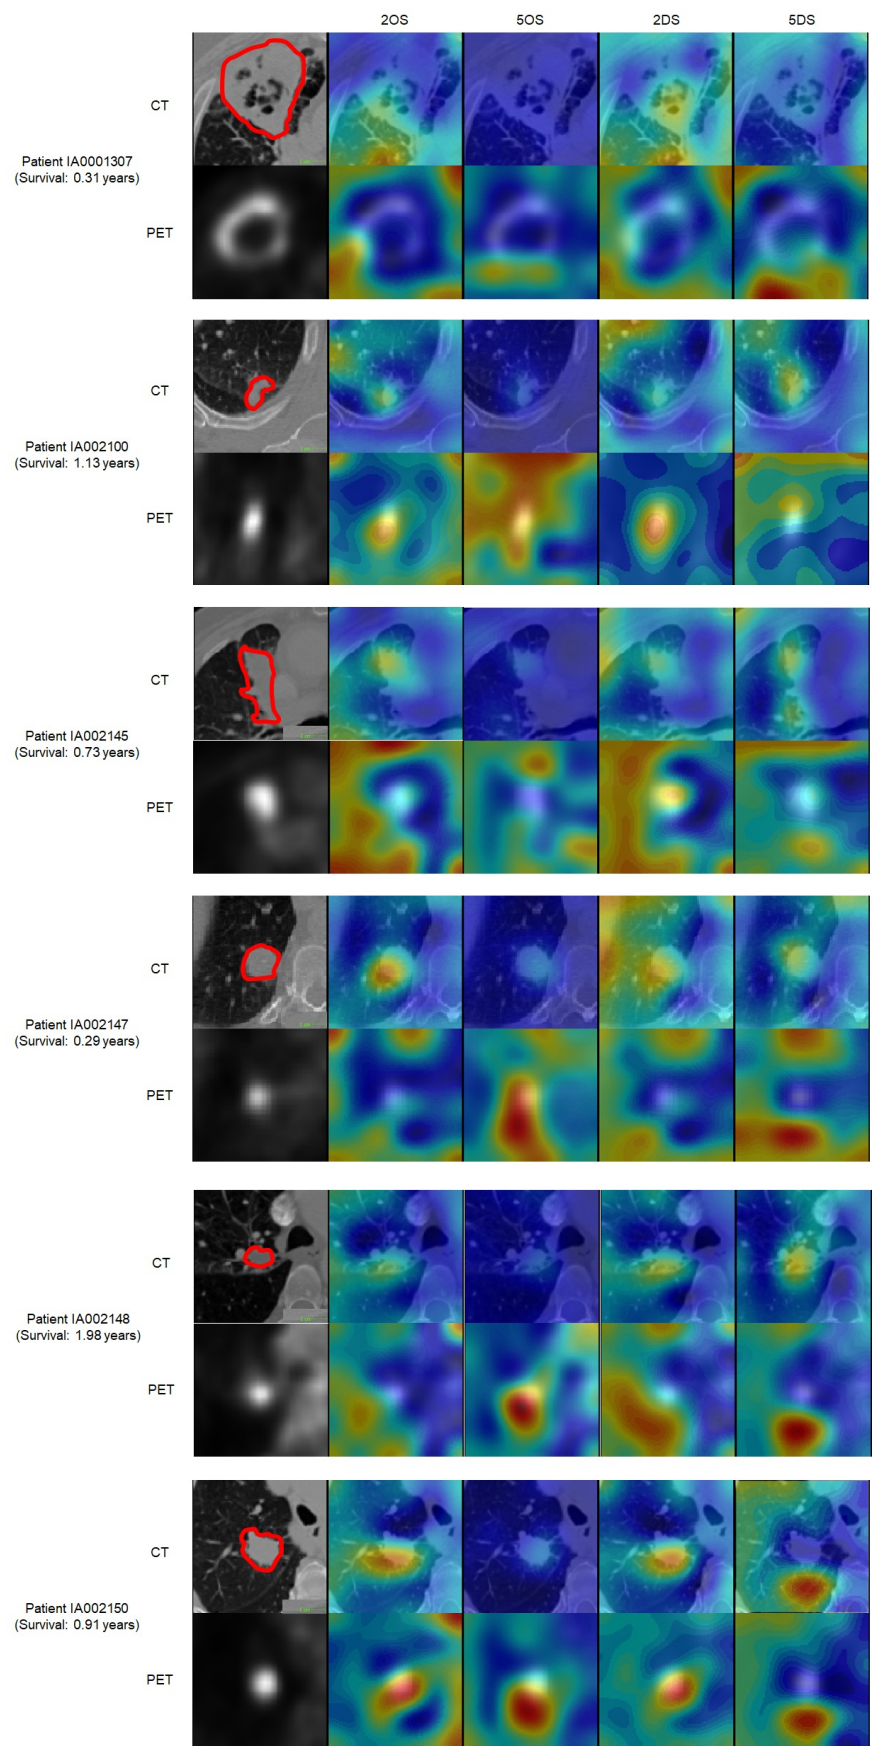 2OS 5OS 2DS 5DS
CT
Patient IA0001307
(Survival: 0.31 years)
PET
CT
Patient IA002100
(Survival: 1.13 years)
PET
CT
Patient IA002145
(Survival: 0.73 years)
PET
CT
Patient IA002147
(Survival: 0.29 years)
PET
CT
Patient IA002148
(Survival: 1.98 years)
PET
CT
Patient IA002150
(Survival: 0.91 years)
PET